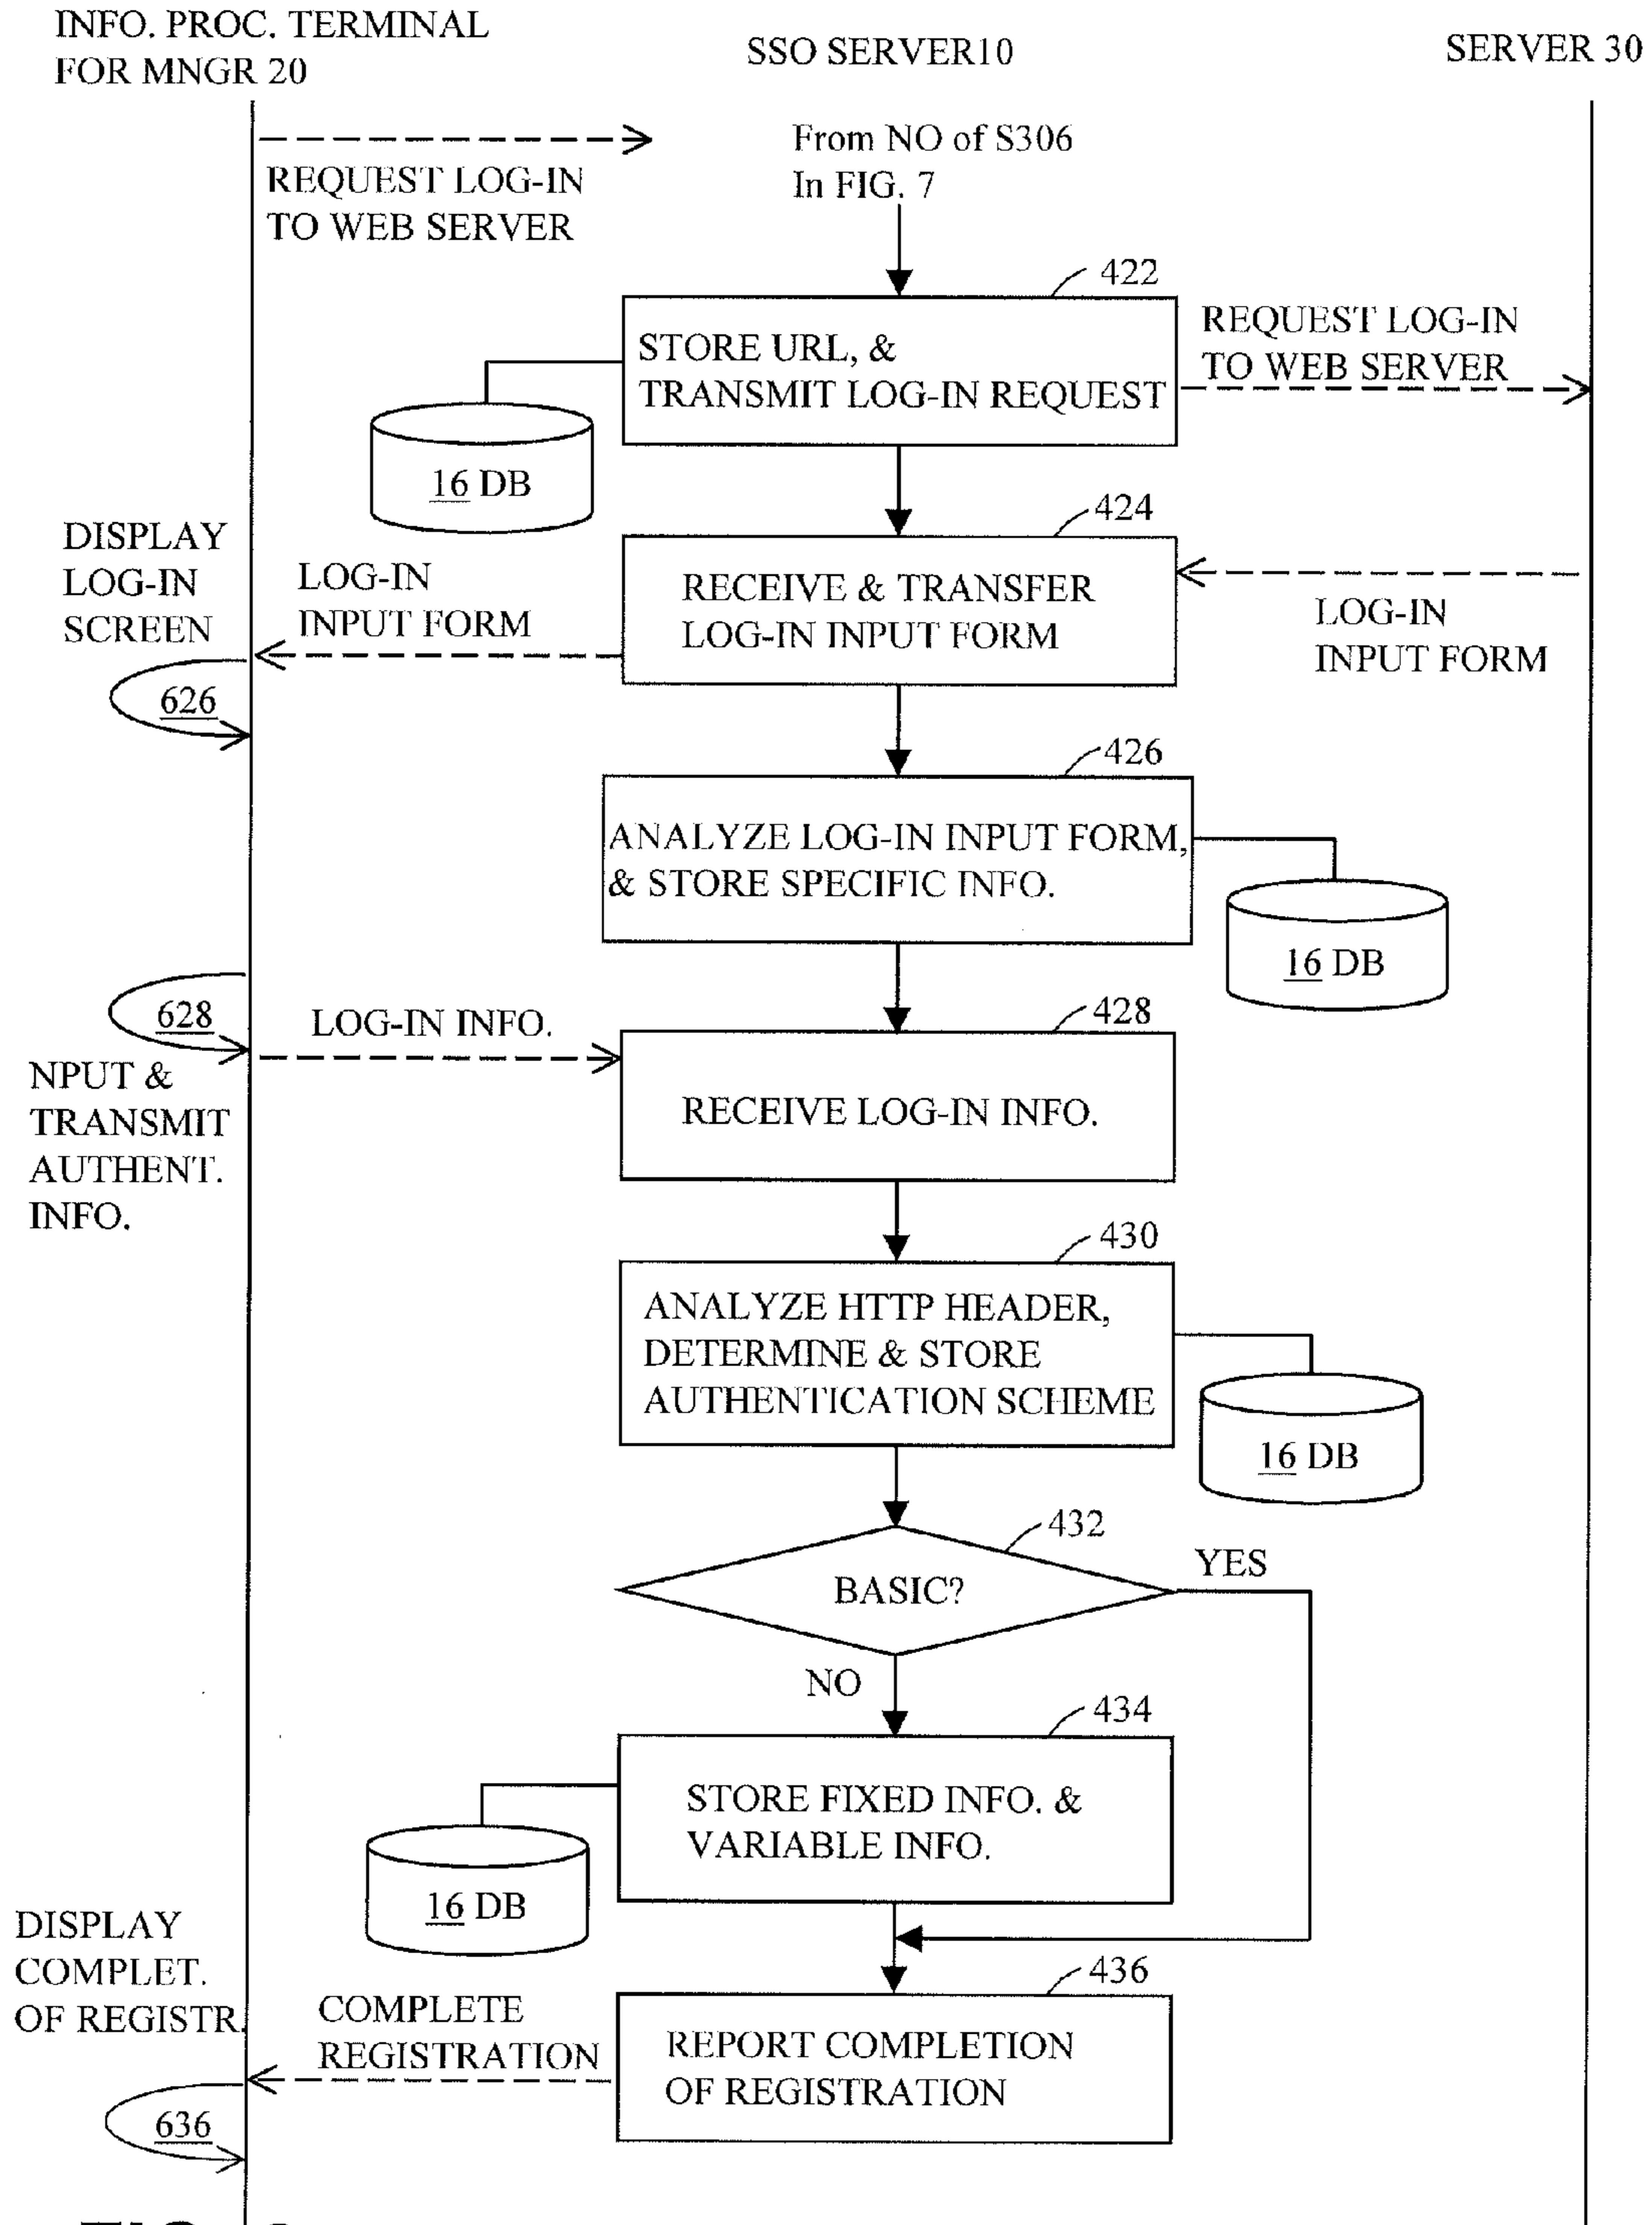 INFO. PROC. TERMINAL
FOR MNGR 20
SSO SERVER10
SERVER 30
From NO of S306
In FIG. 7
REQUEST LOG-IN
TO WEB SERVER
422
STORE URL, &
TRANSMIT LOG-IN REQUEST
REQUEST LOG-IN
TO WEB SERVER
16 DB
424
DISPLAY
LOG-IN
SCREEN
LOG-IN
INPUT FORM
RECEIVE & TRANSFER
LOG-IN INPUT FORM
LOG-IN
INPUT FORM
626
426
ANALYZE LOG-IN INPUT FORM,
& STORE SPECIFIC INFO.
16 DB
628
LOG-IN INFO.
428
NPUT &
TRANSMIT
AUTHENT.
INFO.
RECEIVE LOG-IN INFO.
430
ANALYZE HTTP HEADER,
DETERMINE & STORE
AUTHENTICATION SCHEME
16 DB
432
BASIC?
YES
NO
434
STORE FIXED INFO. &
VARIABLE INFO.
16 DB
DISPLAY
COMPLET.
OF REGISTR.
436
COMPLETE
REGISTRATION
REPORT COMPLETION
OF REGISTRATION
636